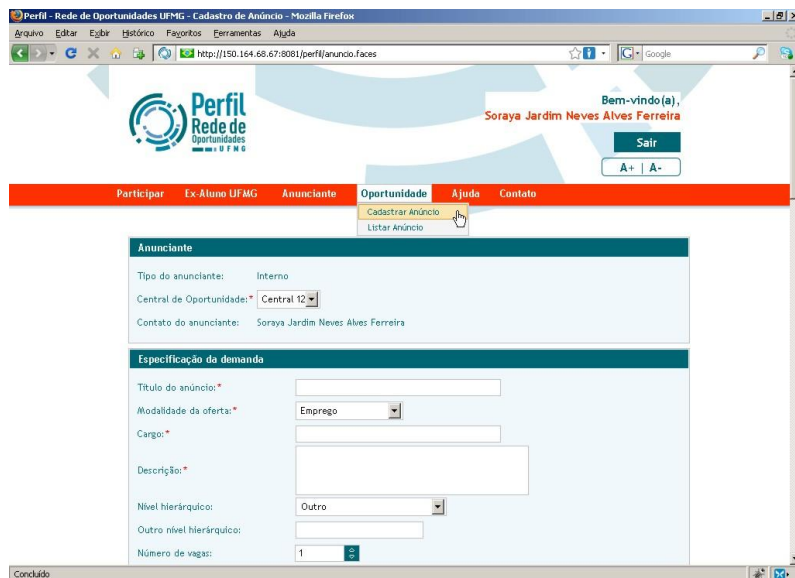 Perfil - Rede de Oportunidades UFMG - Cadastro de Anúncio - Mozilla Firefox
Arquivo Editar Exibir Histórico Favoritos Ferramentas Ajuda
http://150.164.68.67:8081/perfil/anuncio.faces
G Google
Perfil
Rede de
Oportunidades
UFMG
Bem-vindo(a),
Soraya Jardim Neves Alves Ferreira
Sair
A+ | A-
Participar Ex-Aluno UFMG Anunciante Oportunidade Ajuda Contato
Cadastrar Anúncio
Listar Anúncio
Anunciante
Tipo do anunciante: Interno
Central de Oportunidade:* Central 12
Contato do anunciante: Soraya Jardim Neves Alves Ferreira
Especificação da demanda
Título do anúncio:*
Modalidade da oferta:* Emprego
Cargo:*
Descrição:*
Nível hierárquico: Outro
Outro nível hierárquico:
Número de vagas: 1
Concluído